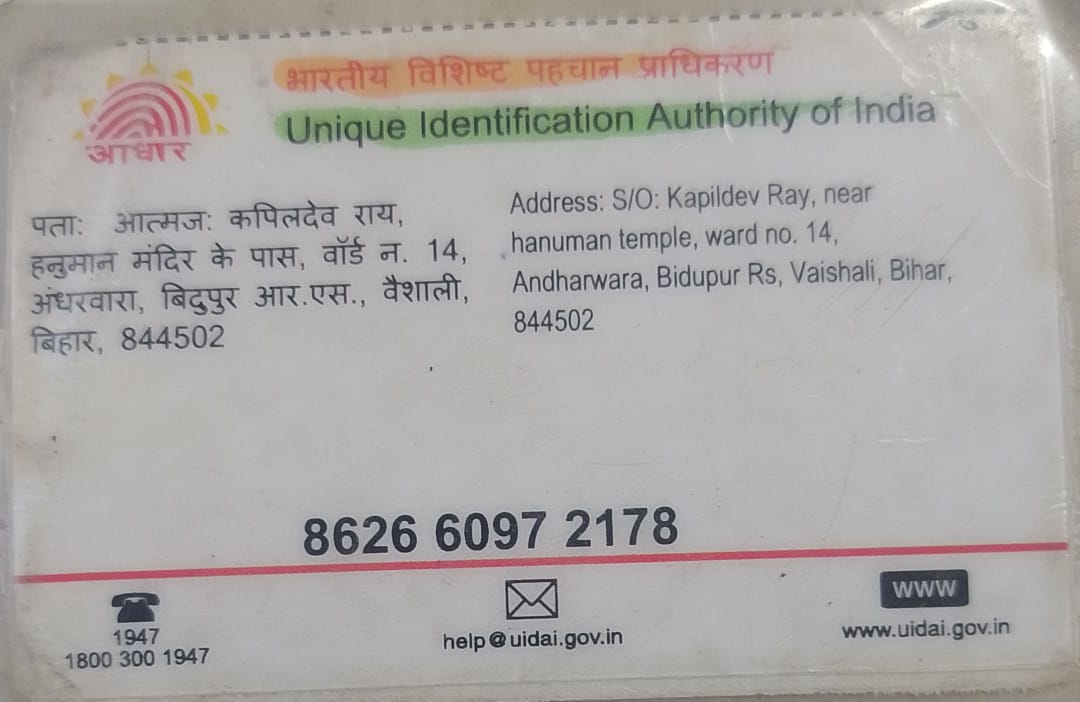 भारतीय विशिष्ट पहचान प्राधिकरण
Unique Identification Authority of India
आधार
पता: आत्मज: कपिलदेव राय,
हनुमान मंदिर के पास, वॉर्ड न. 14,
अंधरवारा, बिदुपुर आर.एस., वैशाली,
बिहार, 844502
Address: S/O: Kapildev Ray, near
hanuman temple, ward no. 14,
Andharwara, Bidupur Rs, Vaishali, Bihar,
844502
8626 6097 2178
1947
1800 300 1947
help@uidai.gov.in
www
www.uidai.gov.in